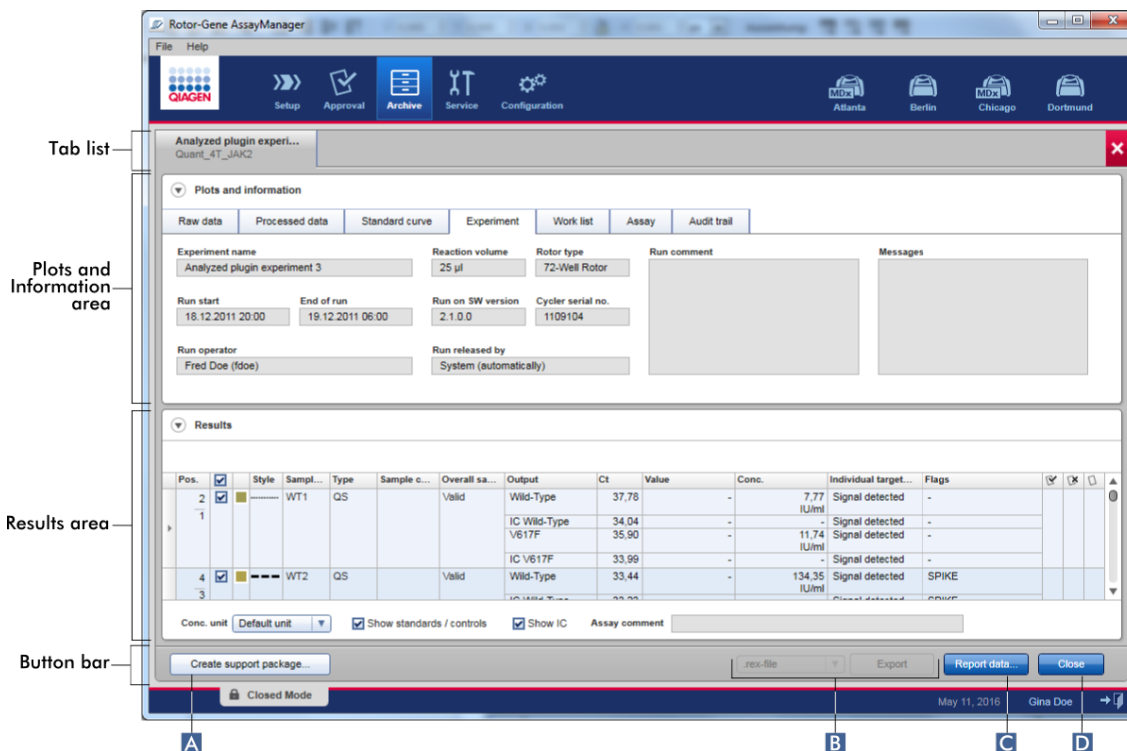 Rotor-Gene AssayManager
File Help
QIAGEN
Setup Approval Archive Service Configuration
MDx Atlanta Berlin MDx Chicago Dortmund
Tab list
Analyzed plugin experi...
Quant_4T_JAK2
Plots and Information area
Plots and information
Raw data Processed data Standard curve Experiment Work list Assay Audit trail
Experiment name Reaction volume Rotor type Run comment Messages
Analyzed plugin experiment 3 25 µl 72-Well Rotor
Run start End of run Run on SW version Cycler serial no.
18.12.2011 20:00 19.12.2011 06:00 2.1.0.0 1109104
Run operator Run released by
Fred Doe (fdoe) System (automatically)
Results area
Results
Pos. Style Sampl... Type Sample c... Overall sa... Output Ct Value Conc. Individual target... Flags
2 WT1 QS Valid Wild-Type 37,78 - 7,77 IU/ml Signal detected -
1 IC Wild-Type 34,04 - - Signal detected -
V617F 35,90 - 11,74 IU/ml Signal detected -
IC V617F 33,99 - - Signal detected -
4 WT2 QS Valid Wild-Type 33,44 - 134,35 IU/ml Signal detected SPIKE
3
Conc. unit Default unit Show standards / controls Show IC Assay comment
Button bar
Create support package... .rex-file Export Report data... Close
Closed Mode
May 11, 2016 Gina Doe
A B C D